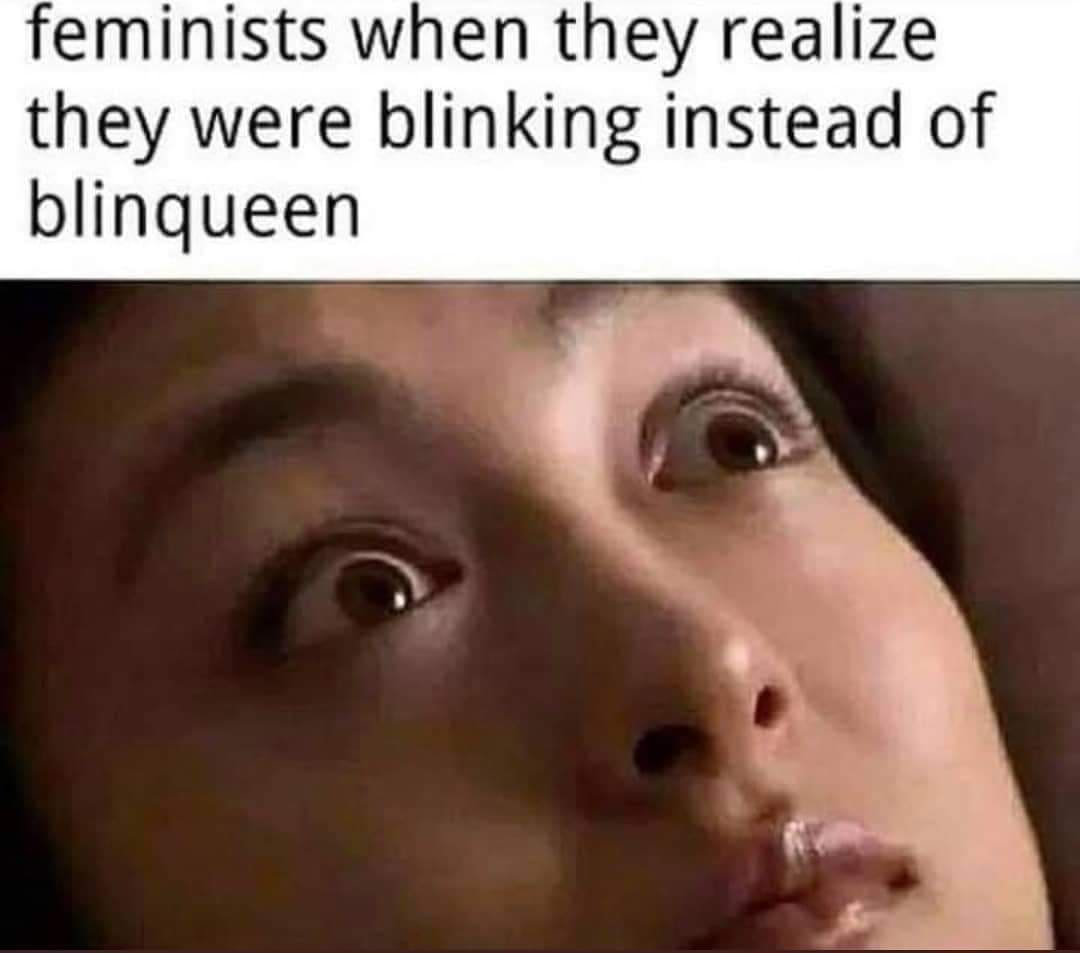 feminists when they realize
they were blinking instead of
blinqueen